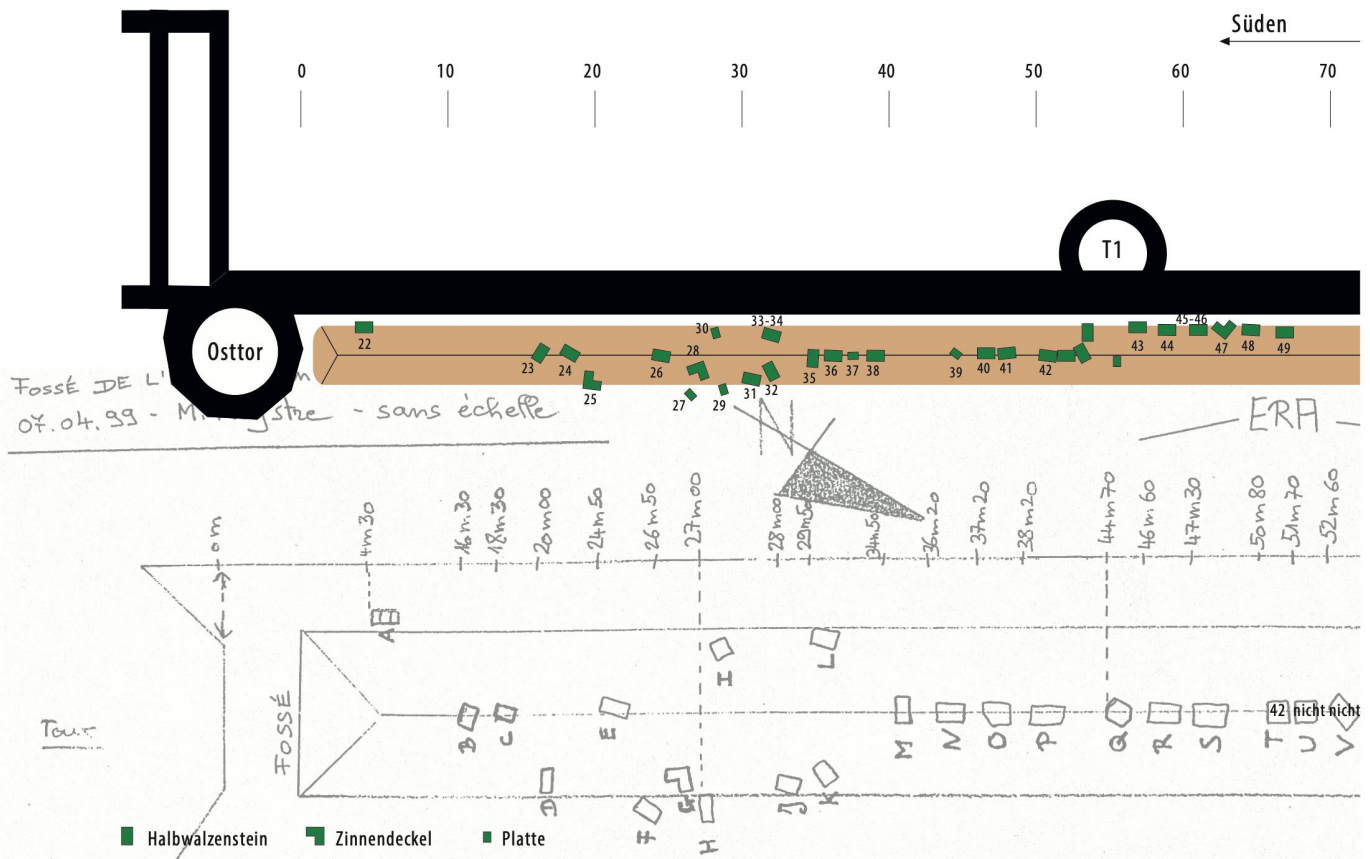 Süden
0 10 20 30 40 50 60 70
T1
Osttor
22 23 24 25 26 27 28 29 30 31 32 33-34 35 36 37 38 39 40 41 42 43 44 45-46 47 48 49
FOSSÉ DE L'
07.04.99 - - sans échelle
ERA
0m 4m30 16m30 18m30 20m00 24m50 26m50 27m00 28m00 29m50 34m50 36m20 37m20 38m20 44m70 46m60 47m30 50m80 51m70 52m60
N
Tour
FOSSÉ
A B C D E F G H I J K L M N O P Q R S T U V
42 nicht nicht
Halbwalzenstein Zinnendeckel Platte